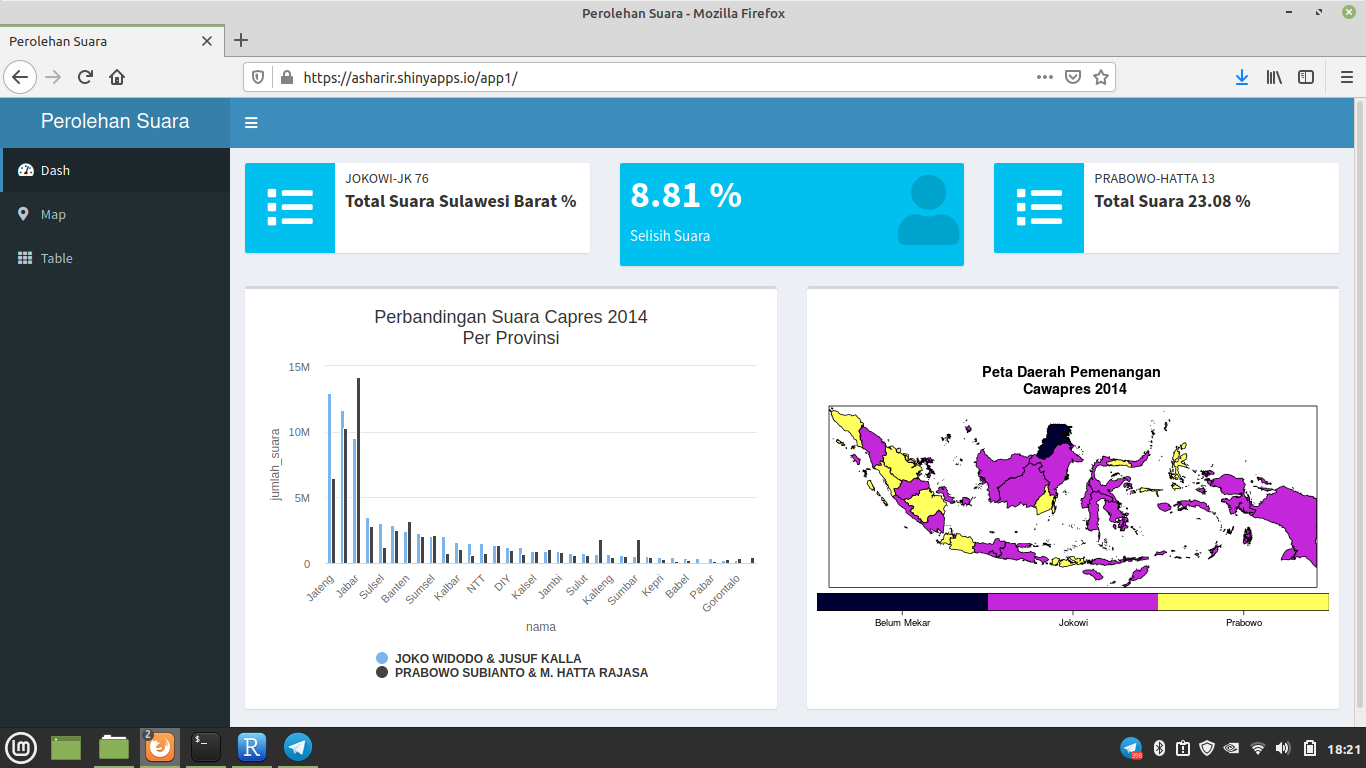 Perolehan Suara - Mozilla Firefox
Perolehan Suara
https://asharir.shinyapps.io/app1/
Perolehan Suara
Dash
Map
Table
JOKOWI-JK 76
Total Suara Sulawesi Barat %
8.81 %
Selisih Suara
PRABOWO-HATTA 13
Total Suara 23.08 %
Perbandingan Suara Capres 2014
Per Provinsi
jumlah_suara
15M
10M
5M
0
Jateng
Jabar
Sulsel
Banten
Sumsel
Kalbar
NTT
DIY
Kalsel
Jambi
Sulut
Kalteng
Sumbar
Kepri
Babel
Pabar
Gorontalo
nama
JOKO WIDODO & JUSUF KALLA
PRABOWO SUBIANTO & M. HATTA RAJASA
Peta Daerah Pemenangan
Cawapres 2014
Belum Mekar
Jokowi
Prabowo
2
$_
R
398
18:21